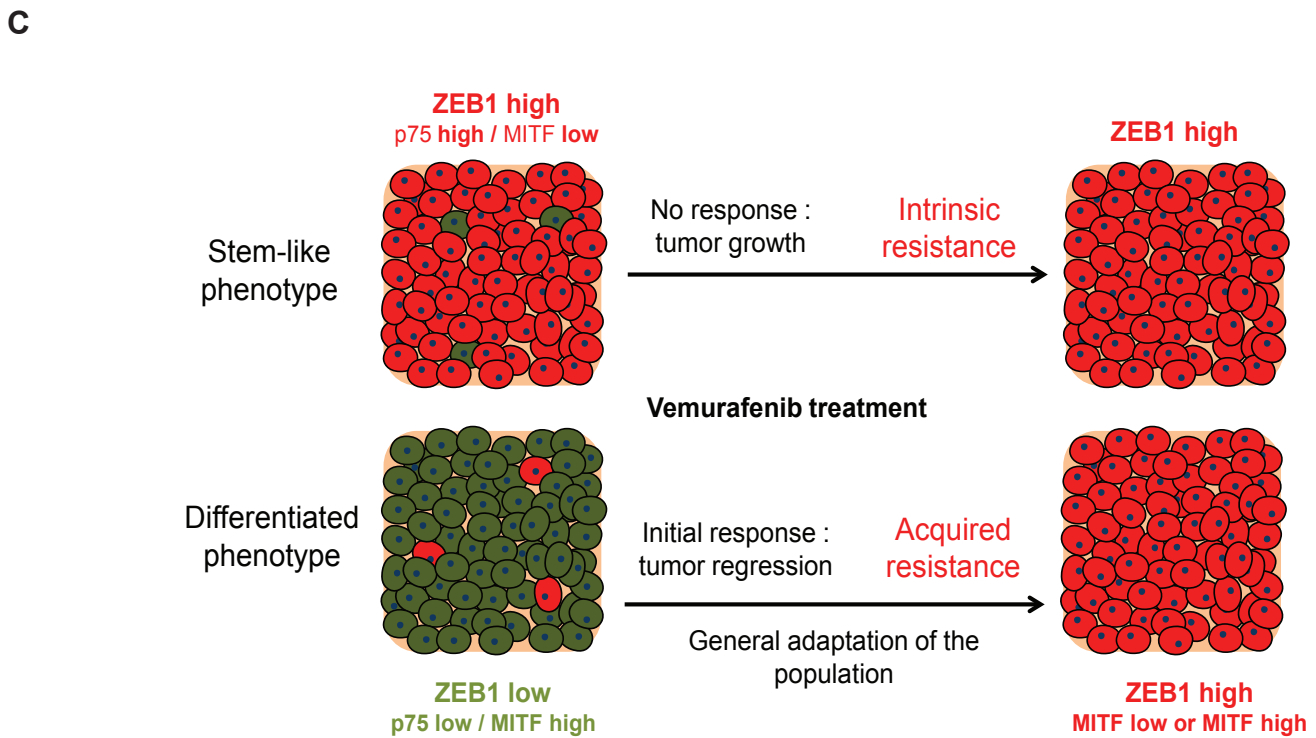 C
ZEB1 high
p75 high / MITF low
ZEB1 high
Stem-like
phenotype
No response :
tumor growth
Intrinsic
resistance
Vemurafenib treatment
Differentiated
phenotype
Initial response :
tumor regression
Acquired
resistance
General adaptation of the
population
ZEB1 low
p75 low / MITF high
ZEB1 high
MITF low or MITF high